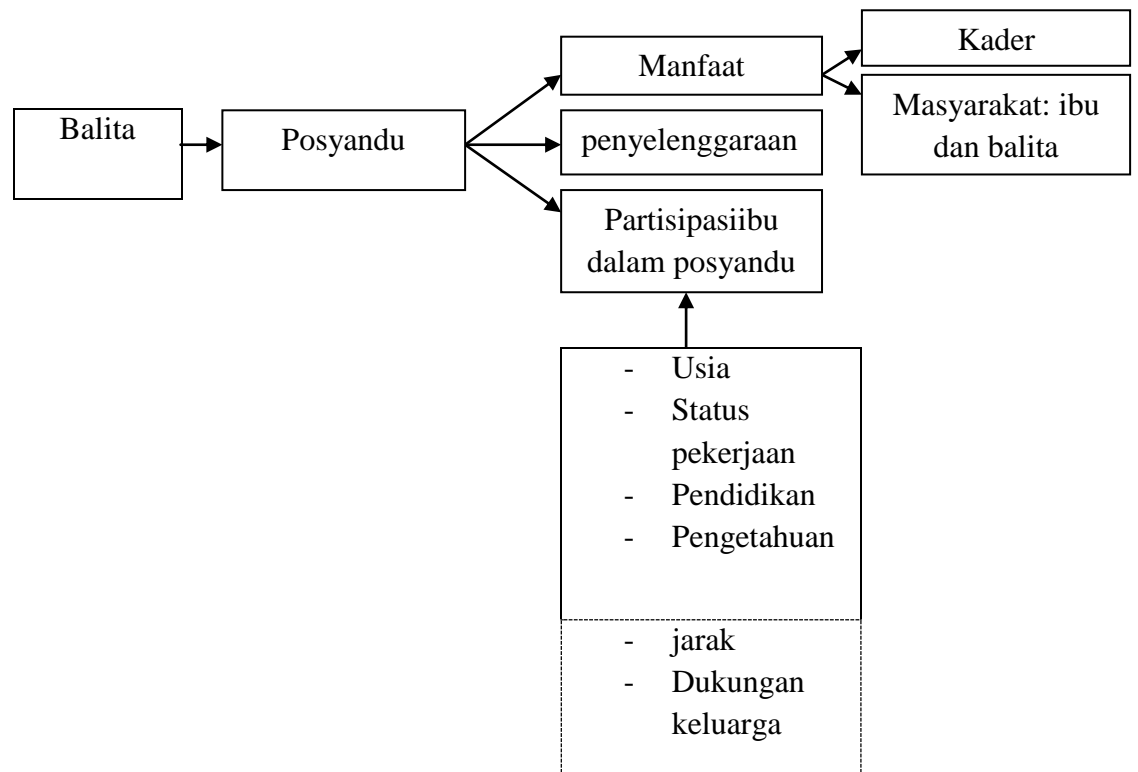 Balita
Posyandu
Manfaat
Kader
Masyarakat: ibu
dan balita
penyelenggaraan
Partisipasiibu
dalam posyandu
- Usia
- Status
pekerjaan
- Pendidikan
- Pengetahuan
- jarak
- Dukungan
keluarga